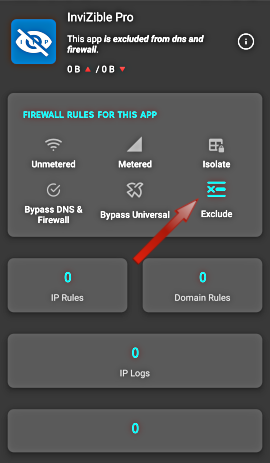 InviZible Pro
This app is excluded from dns and
firewall.
0 B ▲ / 0 B ▼
FIREWALL RULES FOR THIS APP
Unmetered
Metered
Isolate
Bypass DNS &
Firewall
Bypass Universal
Exclude
0
IP Rules
0
Domain Rules
0
IP Logs
0